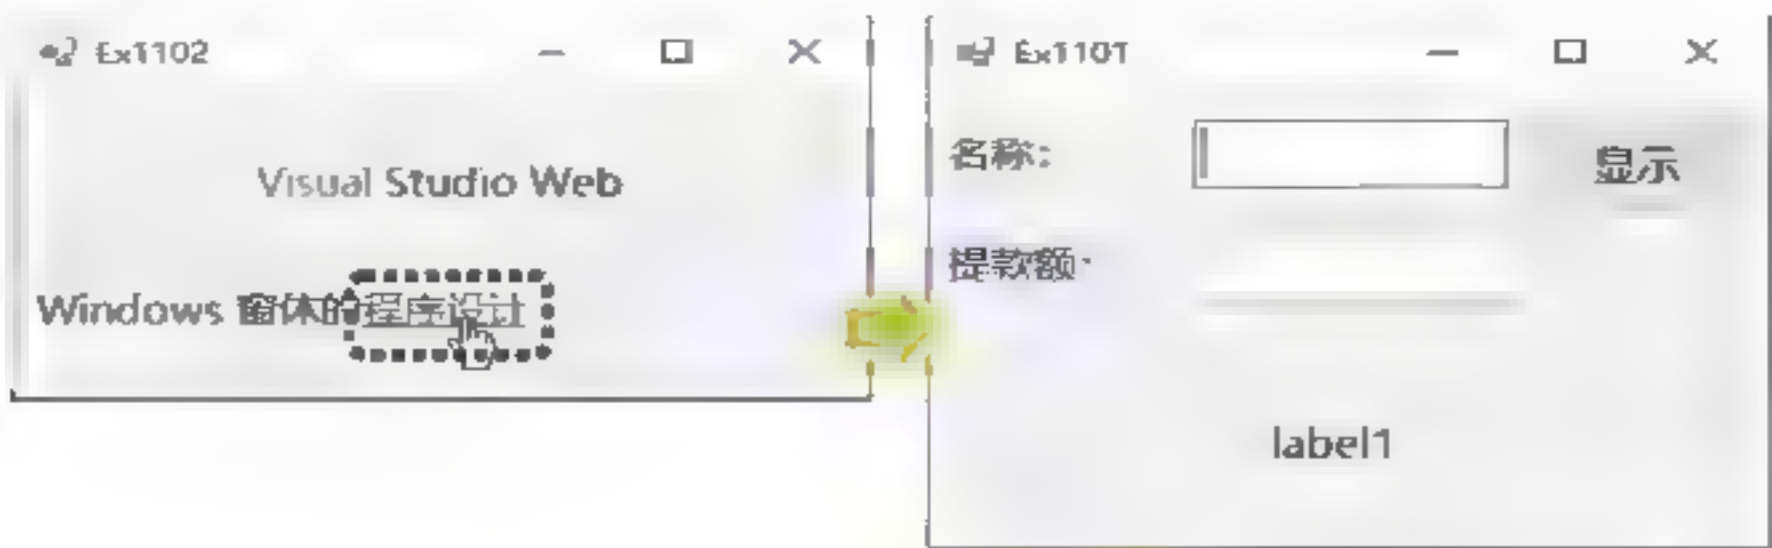 Ex1102
Visual Studio Web
Windows 窗体的程序设计
Ex1101
名称:
显示
提款额:
label1